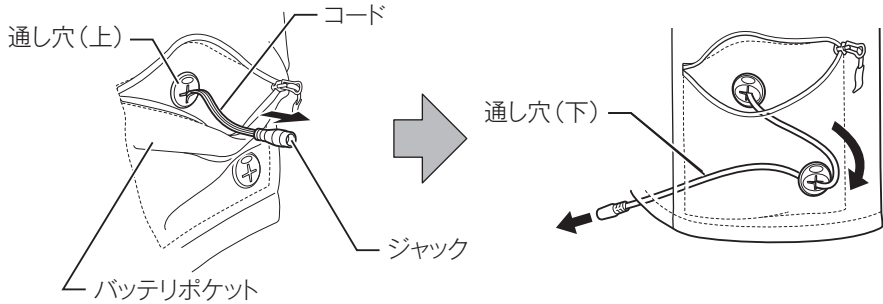 コード
通し穴（上）
通し穴（下）
ジャック
バッテリポケット